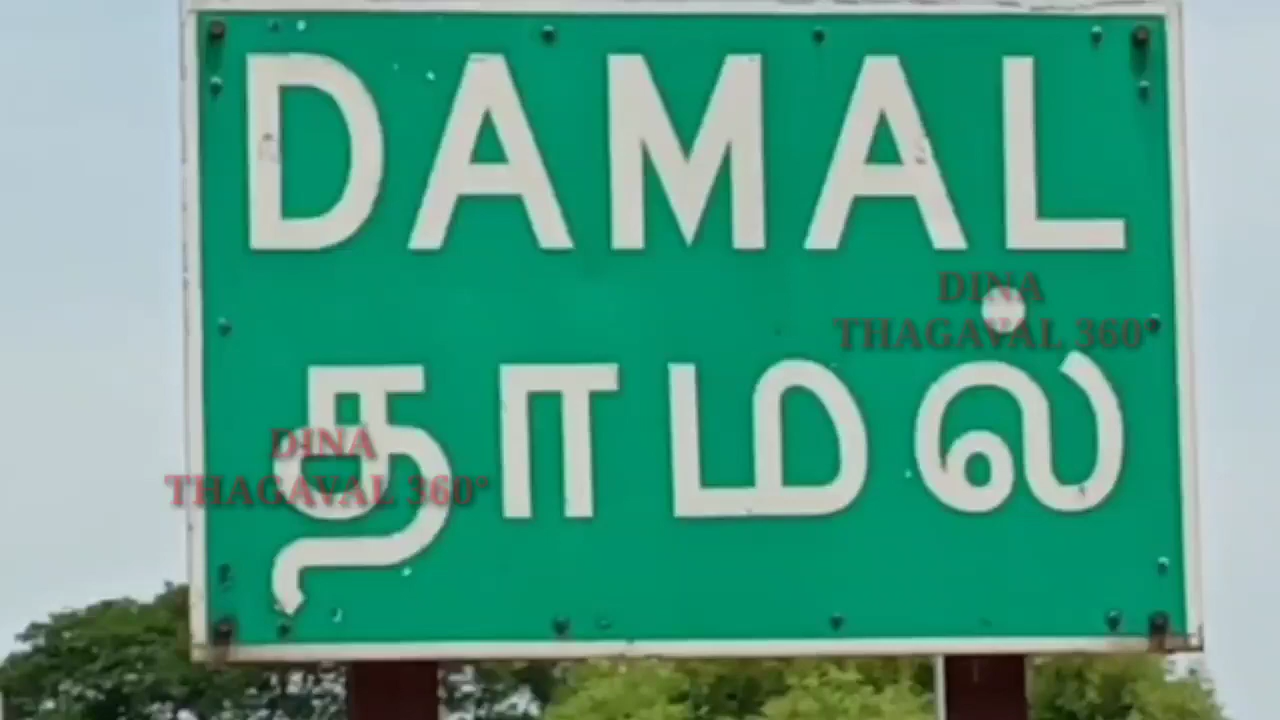 DAMAL
DINA
THAGAVAL 360°
தாமல்
DINA
THAGAVAL 360°